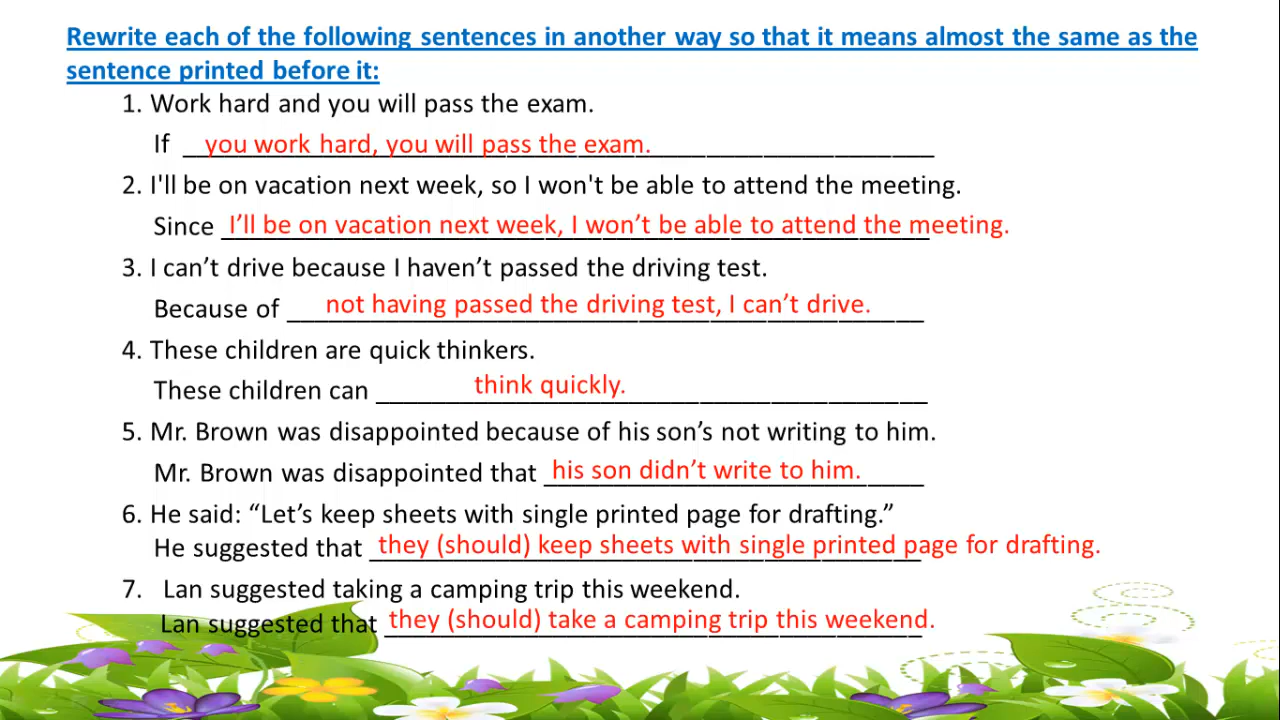 Rewrite each of the following sentences in another way so that it means almost the same as the
sentence printed before it:
1. Work hard and you will pass the exam.
If you work hard, you will pass the exam.
2. I'll be on vacation next week, so I won't be able to attend the meeting.
Since I’ll be on vacation next week, I won’t be able to attend the meeting.
3. I can’t drive because I haven’t passed the driving test.
Because of not having passed the driving test, I can’t drive.
4. These children are quick thinkers.
These children can think quickly.
5. Mr. Brown was disappointed because of his son’s not writing to him.
Mr. Brown was disappointed that his son didn’t write to him.
6. He said: “Let’s keep sheets with single printed page for drafting.”
He suggested that they (should) keep sheets with single printed page for drafting.
7. Lan suggested taking a camping trip this weekend.
Lan suggested that they (should) take a camping trip this weekend.